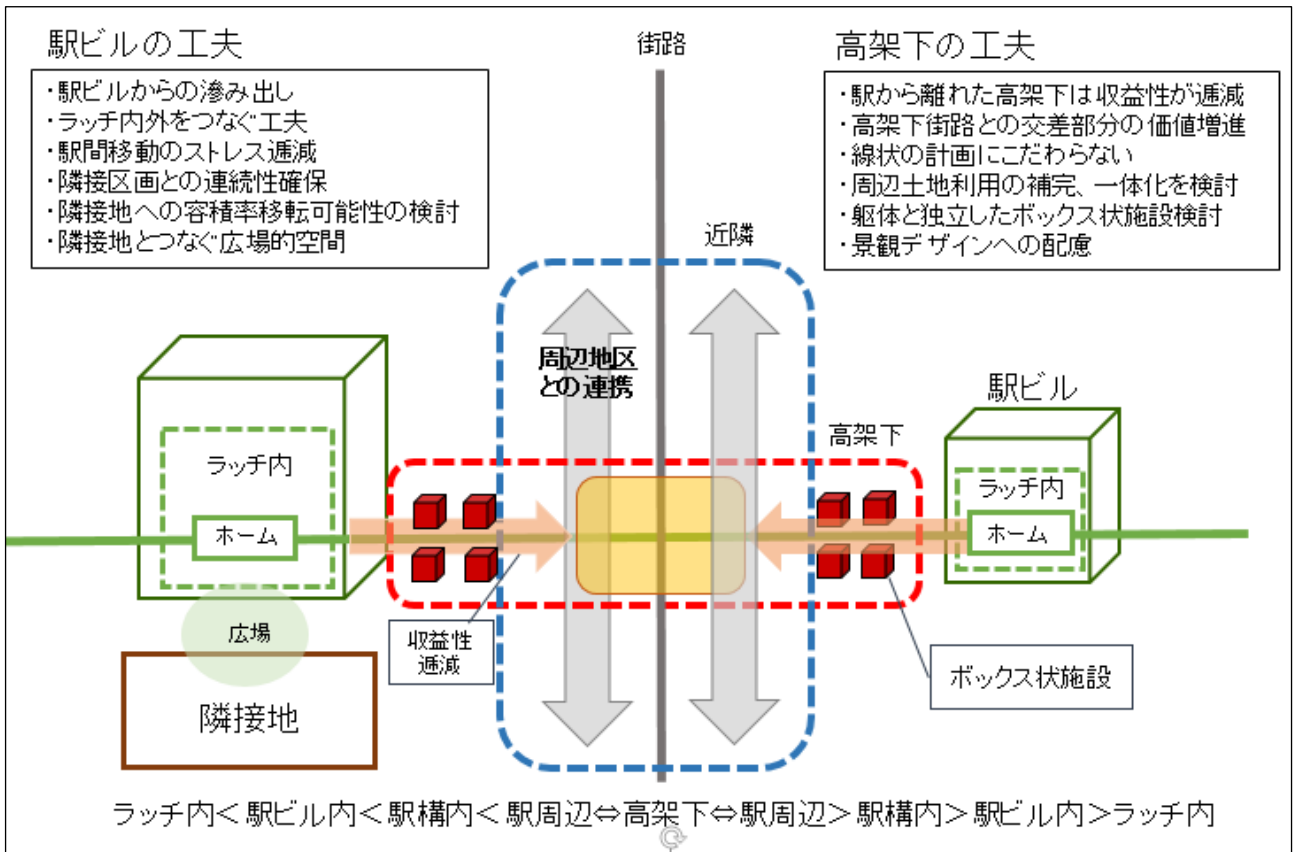 駅ビルの工夫
・駅ビルからの滲み出し
・ラッチ内外をつなぐ工夫
・駅間移動のストレス逓減
・隣接区画との連続性確保
・隣接地への容積率移転可能性の検討
・隣接地とつなぐ広場的空間
街路
高架下の工夫
・駅から離れた高架下は収益性が逓減
・高架下街路との交差部分の価値増進
・線状の計画にこだわらない
・周辺土地利用の補完、一体化を検討
・躯体と独立したボックス状施設検討
・景観デザインへの配慮
近隣
周辺地区
との連携
駅ビル
高架下
ラッチ内
ホーム
ラッチ内
ホーム
広場
隣接地
収益性
逓減
ボックス状施設
ラッチ内＜駅ビル内＜駅構内＜駅周辺⇔高架下⇔駅周辺＞駅構内＞駅ビル内＞ラッチ内